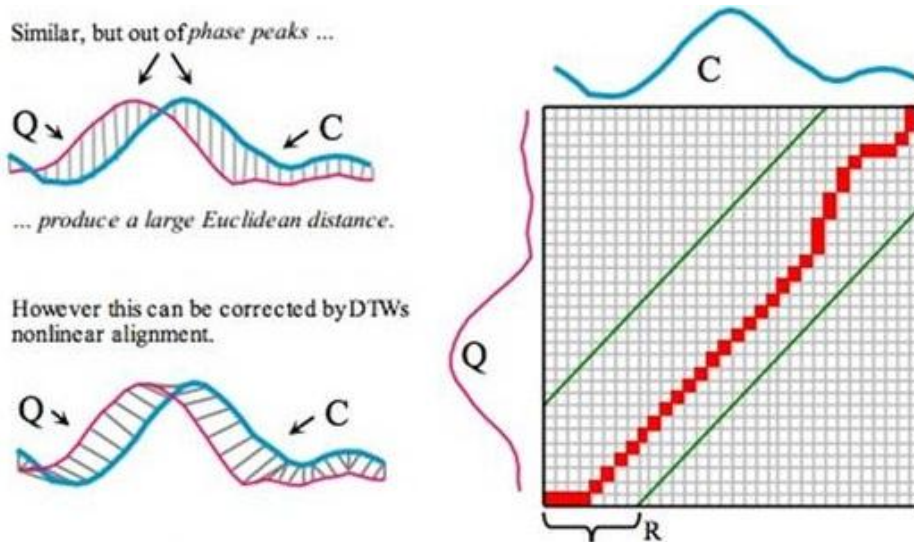 Similar, but out of phase peaks ...
Q
C
... produce a large Euclidean distance.
However this can be corrected by DTWs
nonlinear alignment.
Q
C
C
Q
R